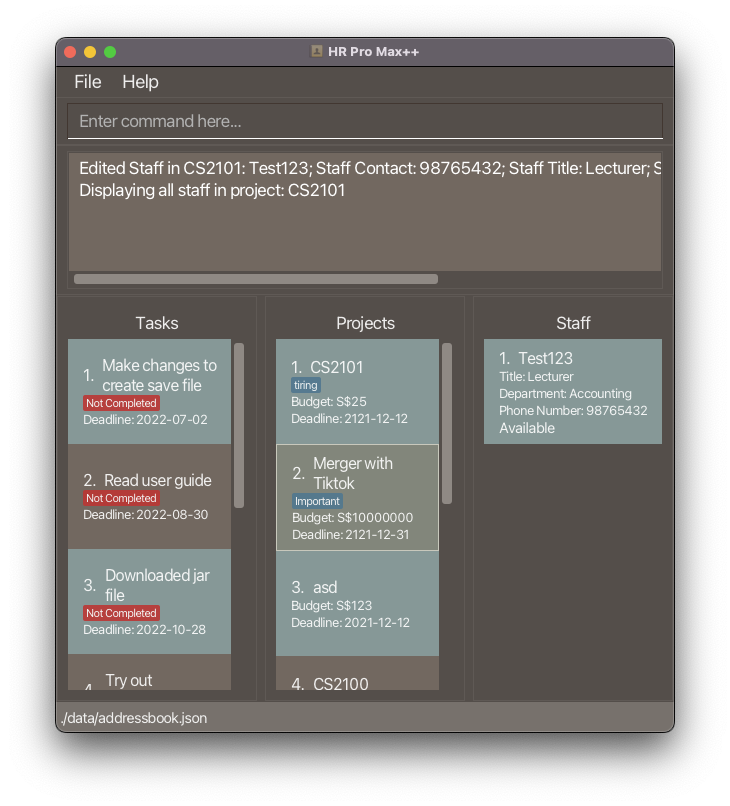 HR Pro Max++
File Help
Enter command here...
Edited Staff in CS2101: Test123; Staff Contact: 98765432; Staff Title: Lecturer; S
Displaying all staff in project: CS2101
Tasks
1. Make changes to
create save file
Not Completed
Deadline: 2022-07-02
2. Read user guide
Not Completed
Deadline: 2022-08-30
3. Downloaded jar
file
Not Completed
Deadline: 2022-10-28
4. Try out
Projects
1. CS2101
tiring
Budget: S$25
Deadline: 2121-12-12
2. Merger with
Tiktok
Important
Budget: S$10000000
Deadline: 2121-12-31
3. asd
Budget: S$123
Deadline: 2021-12-12
4. CS2100
Staff
1. Test123
Title: Lecturer
Department: Accounting
Phone Number: 98765432
Available
./data/addressbook.json